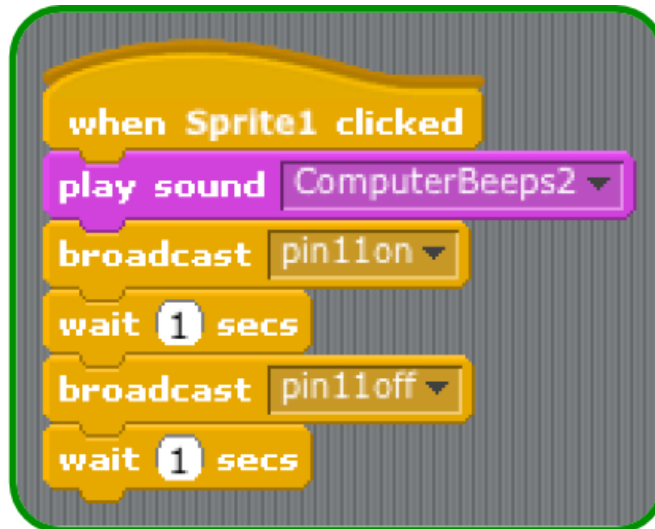 when Sprite1 clicked
play sound ComputerBeeps2
broadcast pin11on
wait 1 secs
broadcast pin11off
wait 1 secs